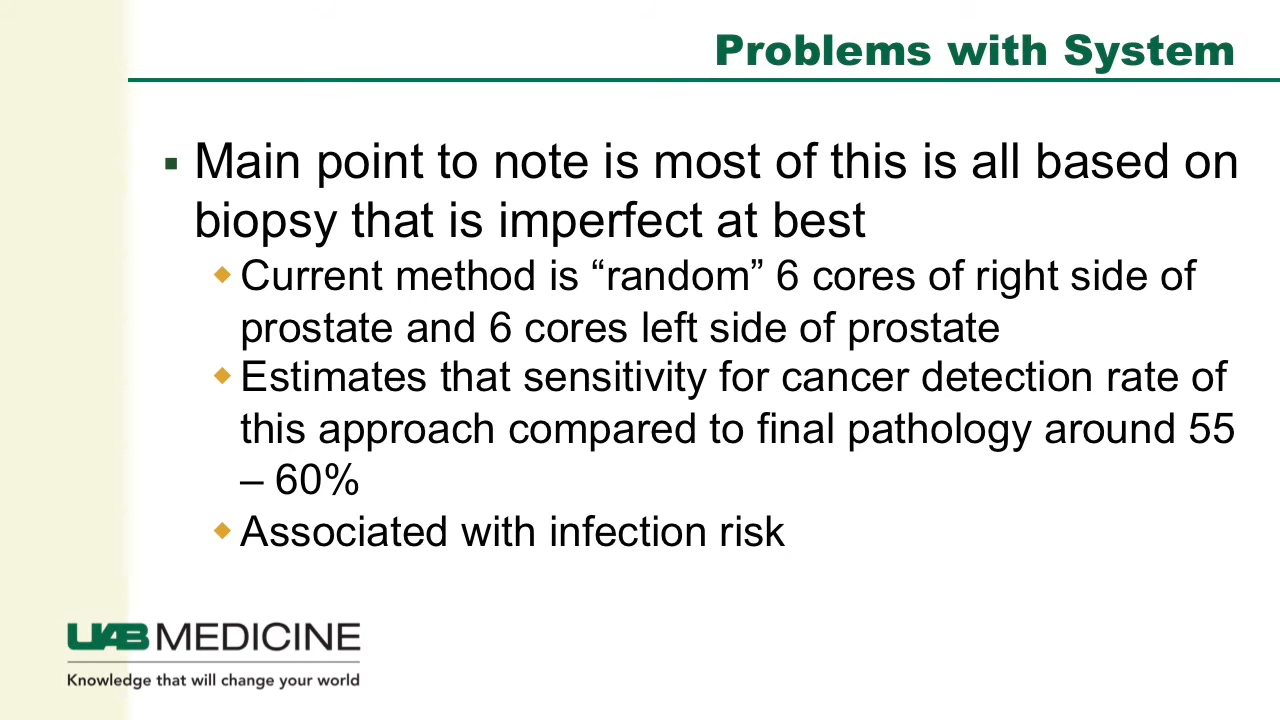 Problems with System
▪ Main point to note is most of this is all based on
biopsy that is imperfect at best
◆ Current method is “random” 6 cores of right side of
prostate and 6 cores left side of prostate
◆ Estimates that sensitivity for cancer detection rate of
this approach compared to final pathology around 55
– 60%
◆ Associated with infection risk
UAB MEDICINE
Knowledge that will change your world